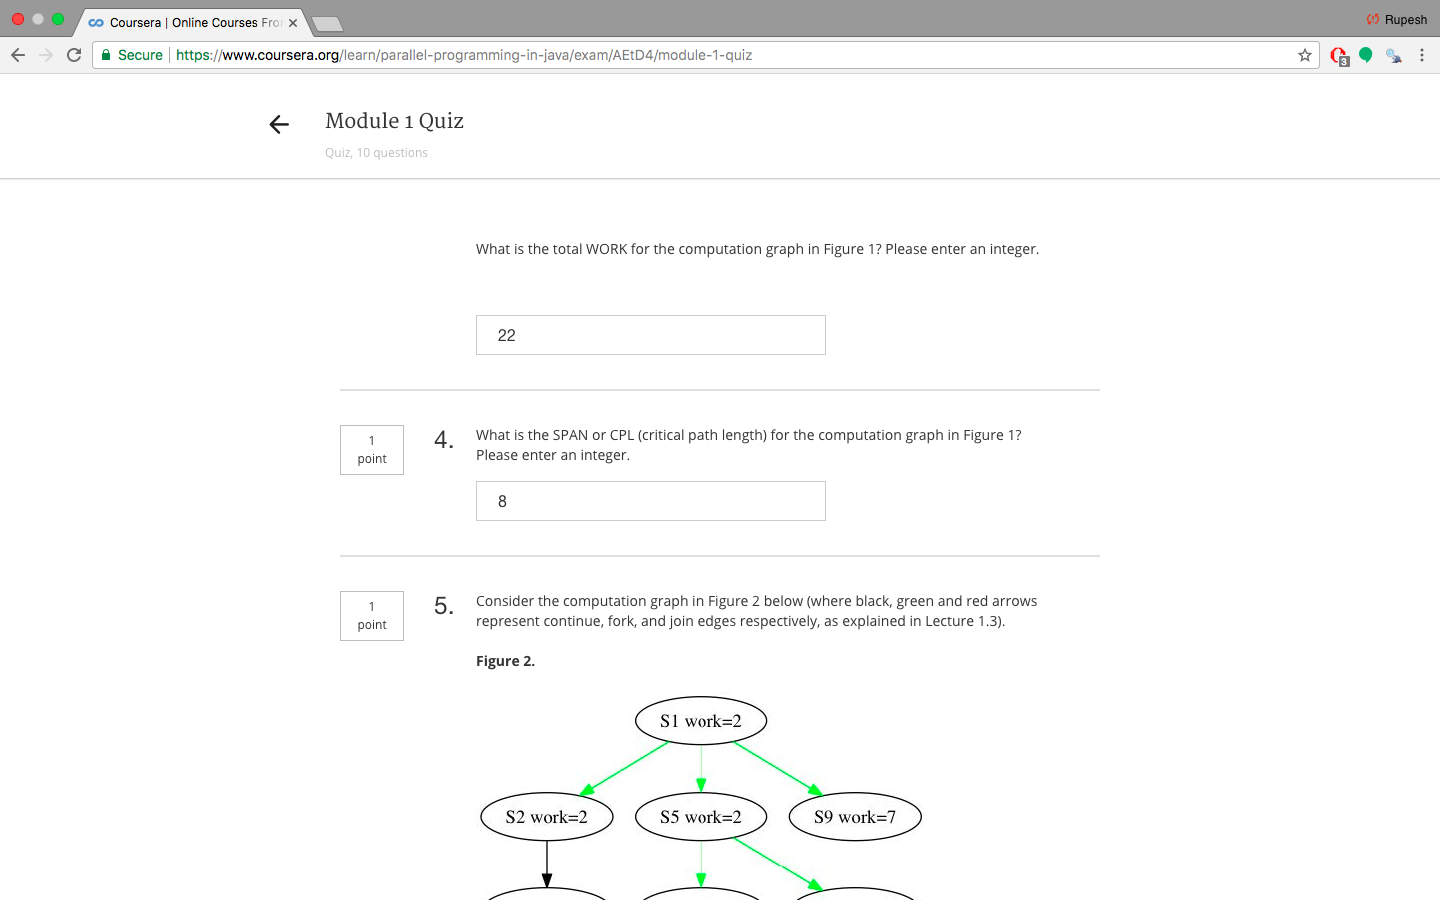 Coursera | Online Courses Fro
Rupesh
Secure
https://www.coursera.org/learn/parallel-programming-in-java/exam/AEtD4/module-1-quiz
3
Module 1 Quiz
Quiz, 10 questions
What is the total WORK for the computation graph in Figure 1? Please enter an integer.
22
1
point
4.
What is the SPAN or CPL (critical path length) for the computation graph in Figure 1?
Please enter an integer.
8
1
point
5.
Consider the computation graph in Figure 2 below (where black, green and red arrows
represent continue, fork, and join edges respectively, as explained in Lecture 1.3).
Figure 2.
S1 work=2
S2 work=2
S5 work=2
S9 work=7